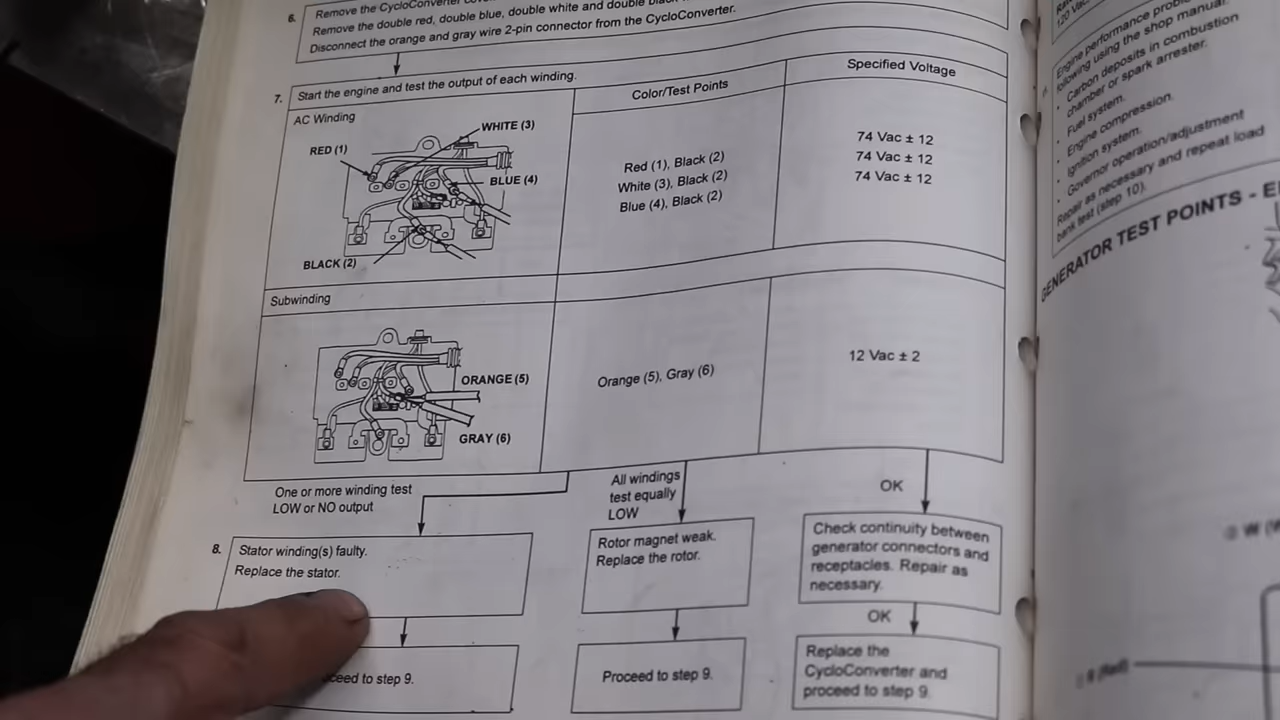 6. Remove the CycloConverter
Remove the double red, double blue, double white and double
Disconnect the orange and gray wire 2-pin connector from the CycloConverter.
7. Start the engine and test the output of each winding.
Color/Test Points
Specified Voltage
AC Winding
WHITE (3)
RED (1)
BLUE (4)
BLACK (2)
Red (1), Black (2)
White (3), Black (2)
Blue (4), Black (2)
74 Vac ± 12
74 Vac ± 12
74 Vac ± 12
Subwinding
ORANGE (5)
GRAY (6)
Orange (5), Gray (6)
12 Vac ± 2
One or more winding test
LOW or NO output
All windings
test equally
LOW
OK
8. Stator winding(s) faulty.
Replace the stator.
Rotor magnet weak.
Replace the rotor.
Check continuity between
generator connectors and
receptacles. Repair as
necessary.
OK
to step 9.
Proceed to step 9.
Replace the
CycloConverter and
proceed to step 9.
120
Engine performance
following using the shop manual.
• Carbon deposits in combustion
chamber or spark arrester.
• Fuel system.
• Engine compression.
• Ignition system.
• Governor operation/adjustment
Repair as necessary and repeat load
bank test (step 10).
GENERATOR TEST POINTS -